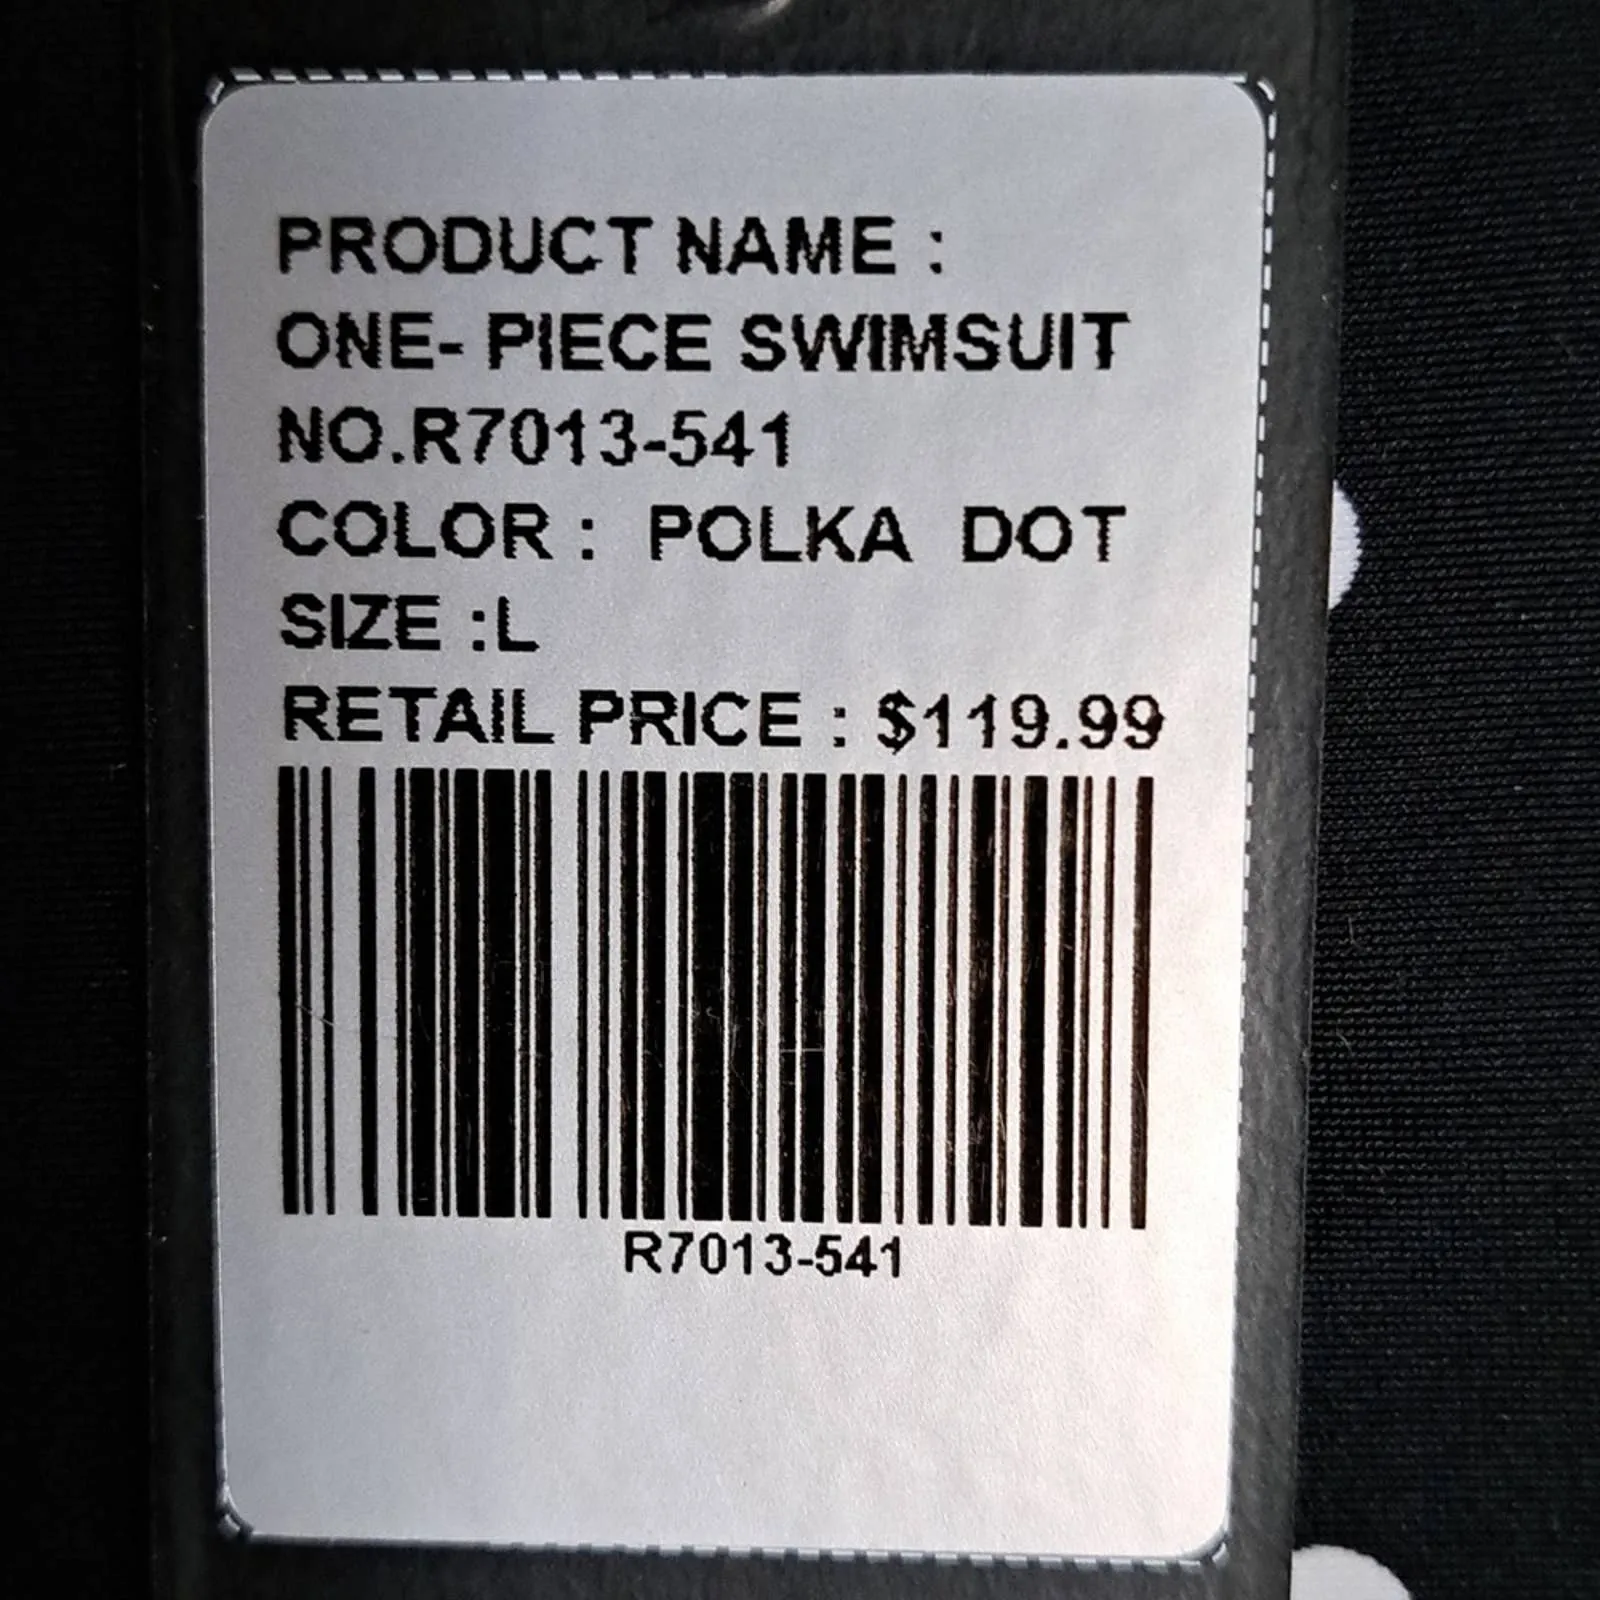 PRODUCT NAME :
ONE- PIECE SWIMSUIT
NO.R7013-541
COLOR : POLKA DOT
SIZE :L
RETAIL PRICE : $119.99
R7013-541